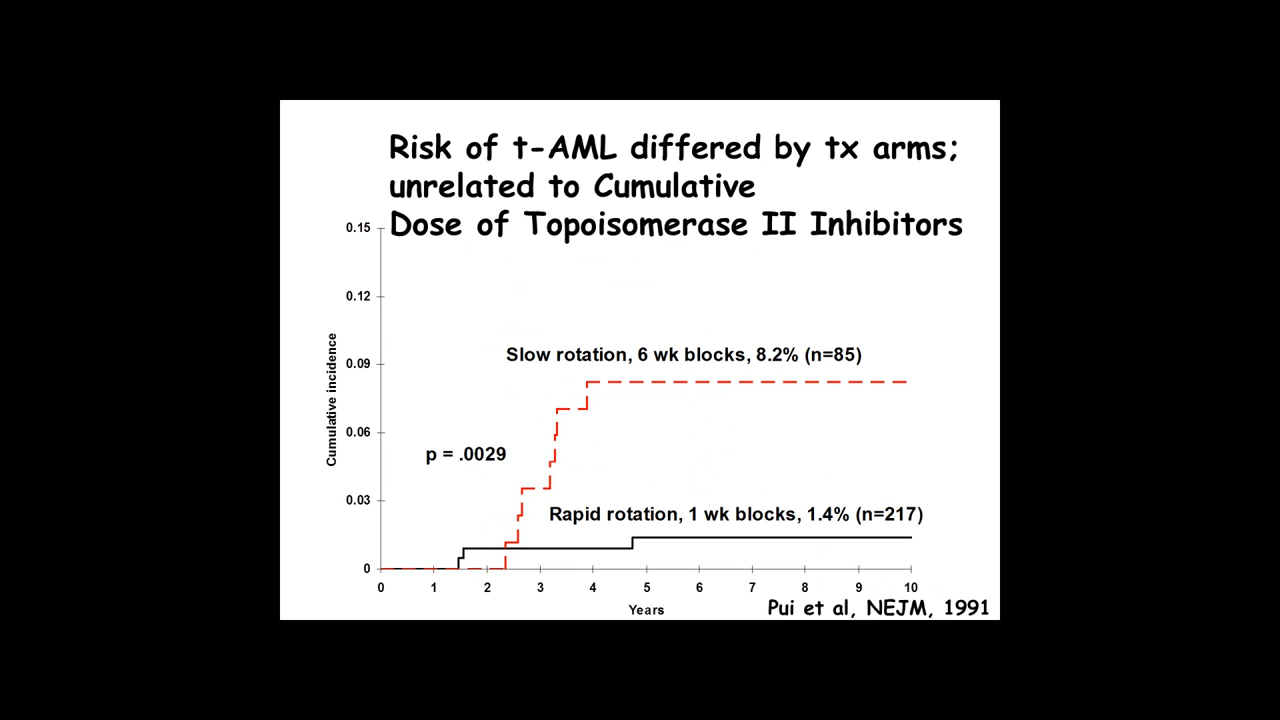 Risk of t-AML differed by tx arms;
unrelated to Cumulative
Dose of Topoisomerase II Inhibitors
0.15
0.12
0.09
0.06
0.03
0
Cumulative incidence
Slow rotation, 6 wk blocks, 8.2% (n=85)
p = .0029
Rapid rotation, 1 wk blocks, 1.4% (n=217)
0 1 2 3 4 5 6 7 8 9 10
Years
Pui et al, NEJM, 1991